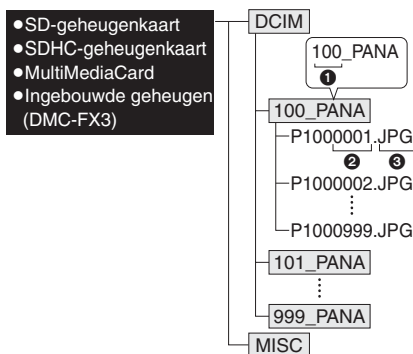 ●SD-geheugenkaart
●SDHC-geheugenkaart
●MultiMediaCard
●Ingebouwde geheugen
(DMC-FX3)
DCIM
100_PANA
❶
100_PANA
P1000001.JPG
❷ ❸
P1000002.JPG
P1000999.JPG
101_PANA
999_PANA
MISC